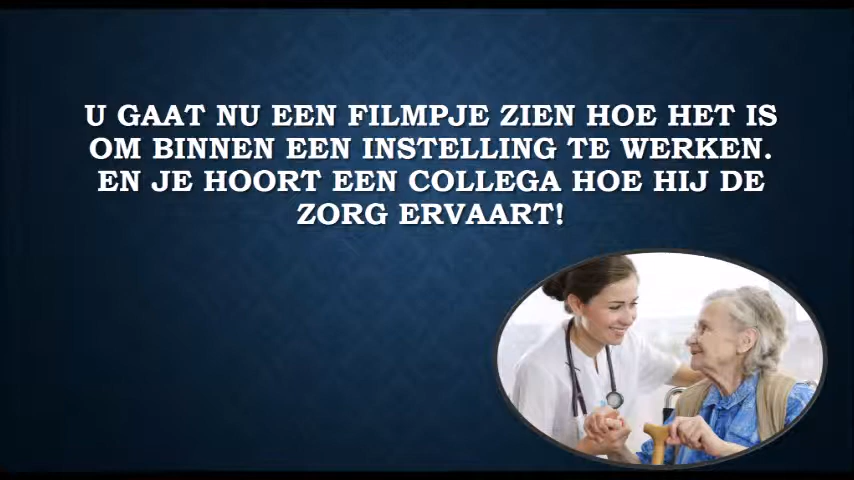 U GAAT NU EEN FILMPJE ZIEN HOE HET IS
OM BINNEN EEN INSTELLING TE WERKEN.
EN JE HOORT EEN COLLEGA HOE HIJ DE
ZORG ERVAART!